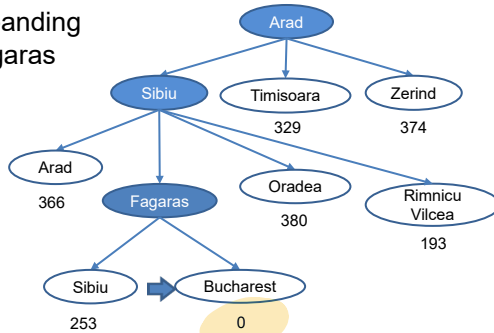 anding
garas
Arad
Sibiu
Timisoara
Zerind
329
374
Arad
Fagaras
Oradea
Rimnicu
Vilcea
366
380
193
Sibiu
Bucharest
253
0